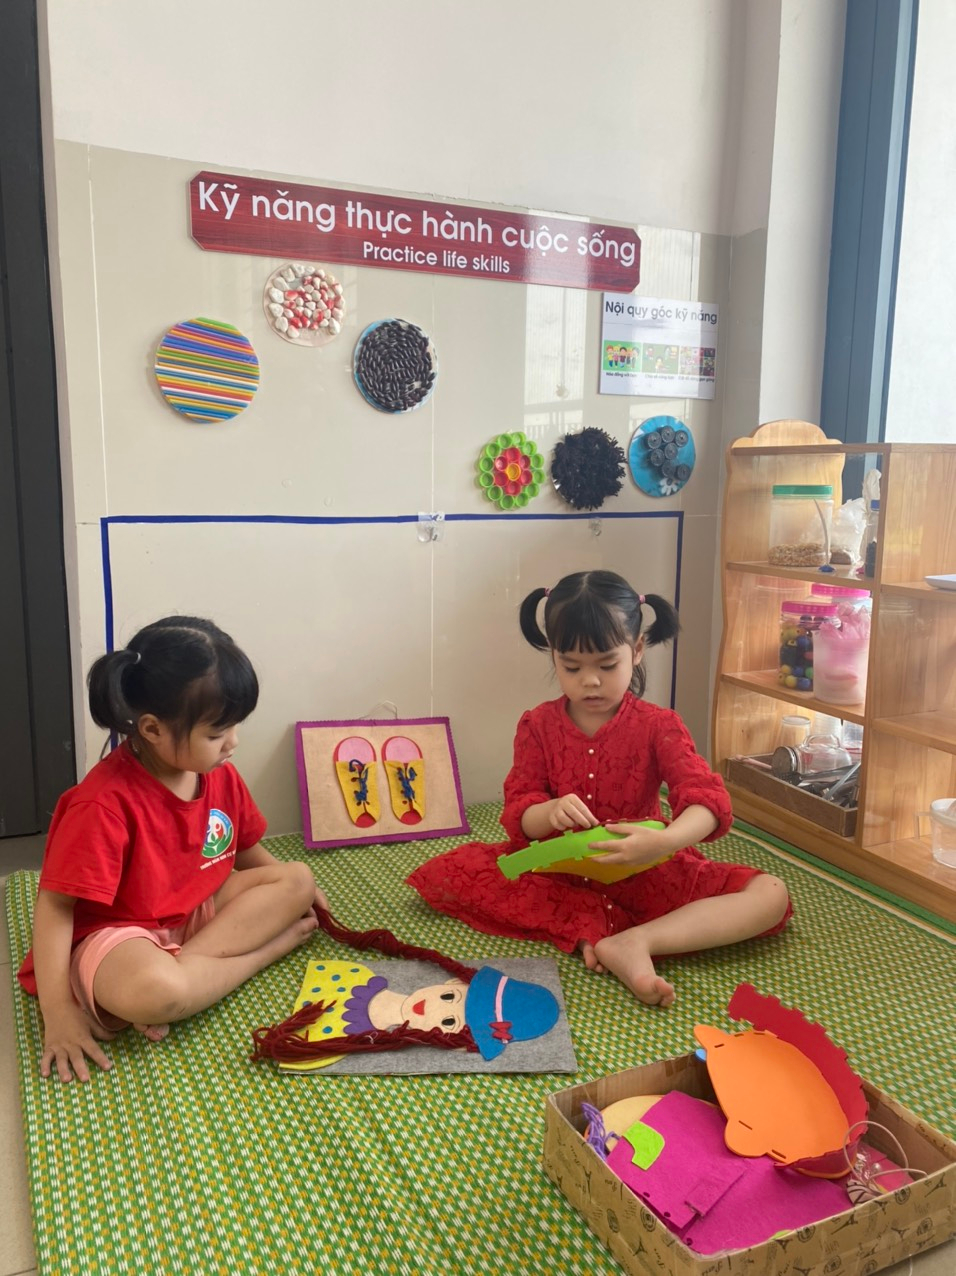 Kỹ năng thực hành cuộc sống
Practice life skills
Nội quy góc kỹ năng